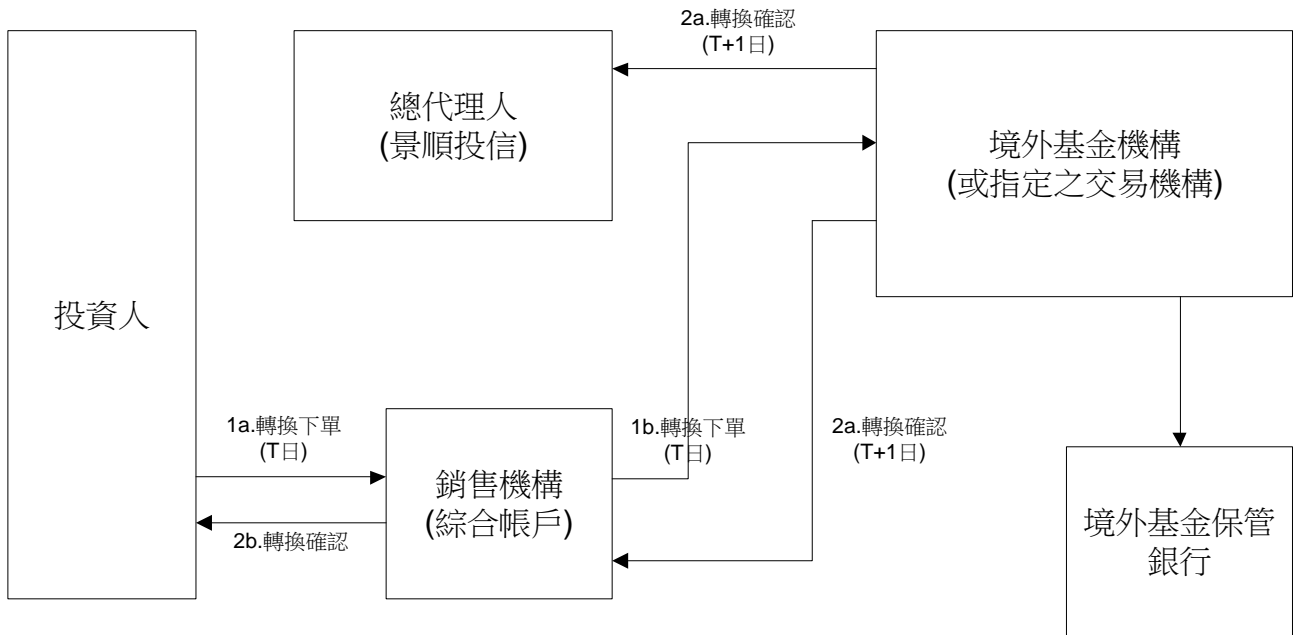 2a.轉換確認
(T+1日)
總代理人
(景順投信)
境外基金機構
(或指定之交易機構)
投資人
1a.轉換下單
(T日)
1b.轉換下單
(T日)
2a.轉換確認
(T+1日)
銷售機構
(綜合帳戶)
2b.轉換確認
境外基金保管
銀行